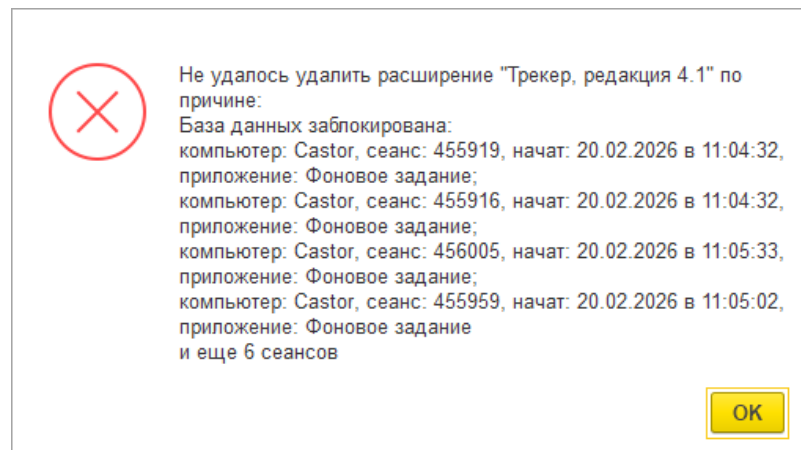 Не удалось удалить расширение "Трекер, редакция 4.1" по
причине:
База данных заблокирована:
компьютер: Castor, сеанс: 455919, начат: 20.02.2026 в 11:04:32,
приложение: Фоновое задание;
компьютер: Castor, сеанс: 455916, начат: 20.02.2026 в 11:04:32,
приложение: Фоновое задание;
компьютер: Castor, сеанс: 456005, начат: 20.02.2026 в 11:05:33,
приложение: Фоновое задание;
компьютер: Castor, сеанс: 455959, начат: 20.02.2026 в 11:05:02,
приложение: Фоновое задание
и еще 6 сеансов
ОК